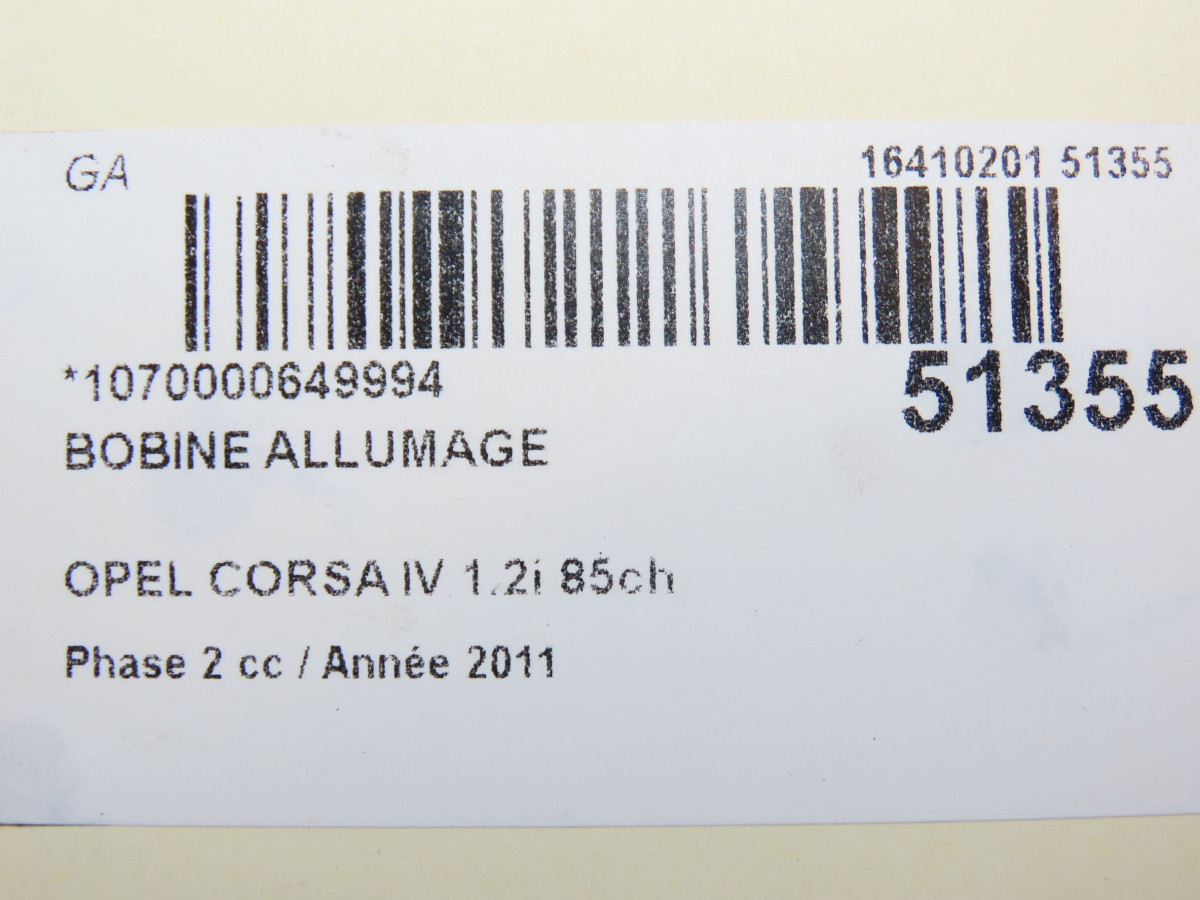 GA
16410201 51355
*1070000649994
51355
BOBINE ALLUMAGE
OPEL CORSA IV 1.2i 85ch
Phase 2 cc / Année 2011